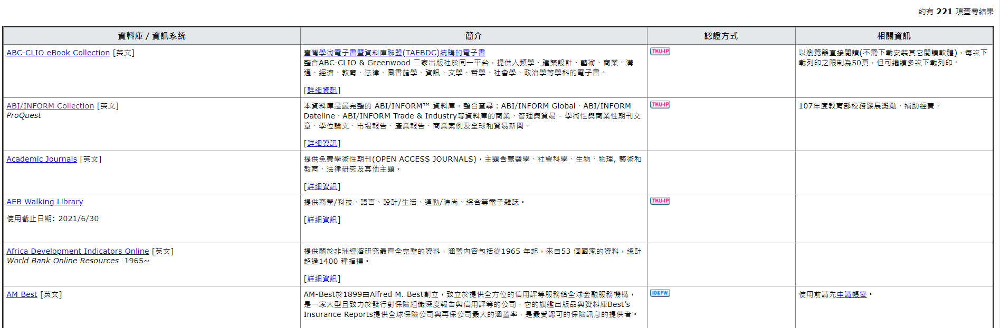 約有 221 項查尋結果
資料庫 / 資訊系統
簡介
認證方式
相關資訊
ABC-CLIO eBook Collection [英文]
臺灣學術電子書暨資料庫聯盟(TAEBDC)統購的電子書
整合ABC-CLIO & Greenwood 二家出版社於同一平台，提供人類學、建築設計、藝術、商業、溝
通、經濟、教育、法律、圖書館學、資訊、文學、哲學、社會學、政治學等學科的電子書。
[詳細資訊]
TKU-IP
以瀏覽器直接閱讀(不需下載安裝其它閱讀軟體)，每次下
載列印之限制為50頁，但可繼續多次下載列印。
ABI/INFORM Collection [英文]
ProQuest
本資料庫是最完整的 ABI/INFORM™ 資料庫，整合查尋：ABI/INFORM Global、ABI/INFORM
Dateline、ABI/INFORM Trade & Industry等資料庫的商業、管理與貿易 - 學術性與商業性期刊文
章、學位論文、市場報告、產業報告、商業案例及全球和貿易新聞。
[詳細資訊]
TKU-IP
107年度教育部校務發展獎勵、補助經費。
Academic Journals [英文]
提供免費學術性期刊(OPEN ACCESS JOURNALS)，主題含蓋醫學、社會科學、生物、物理, 藝術和
教育、法律研究及其他主題。
[詳細資訊]
AEB Walking Library
使用截止日期: 2021/6/30
提供商學/科技、語言、設計/生活、運動/時尚、綜合等電子雜誌。
[詳細資訊]
TKU-IP
Africa Development Indicators Online [英文]
World Bank Online Resources 1965~
提供關於非洲經濟研究最齊全完整的資料，涵蓋內容包括從1965 年起，來自53 個國家的資料，總計
超過1400 種指標。
[詳細資訊]
AM Best [英文]
AM-Best於1899由Alfred M. Best創立，致立於提供全方位的信用評等服務給全球金融服務機構，
是一家大型且致力於發行對保險組織深度報告與信用評等的公司，它的旗艦出版品與資料庫Best’s
Insurance Reports提供全球保險公司與再保公司最大的涵蓋率，是最受認可的保險訊息的提供者。
ID&PW
使用前請先申請帳密。